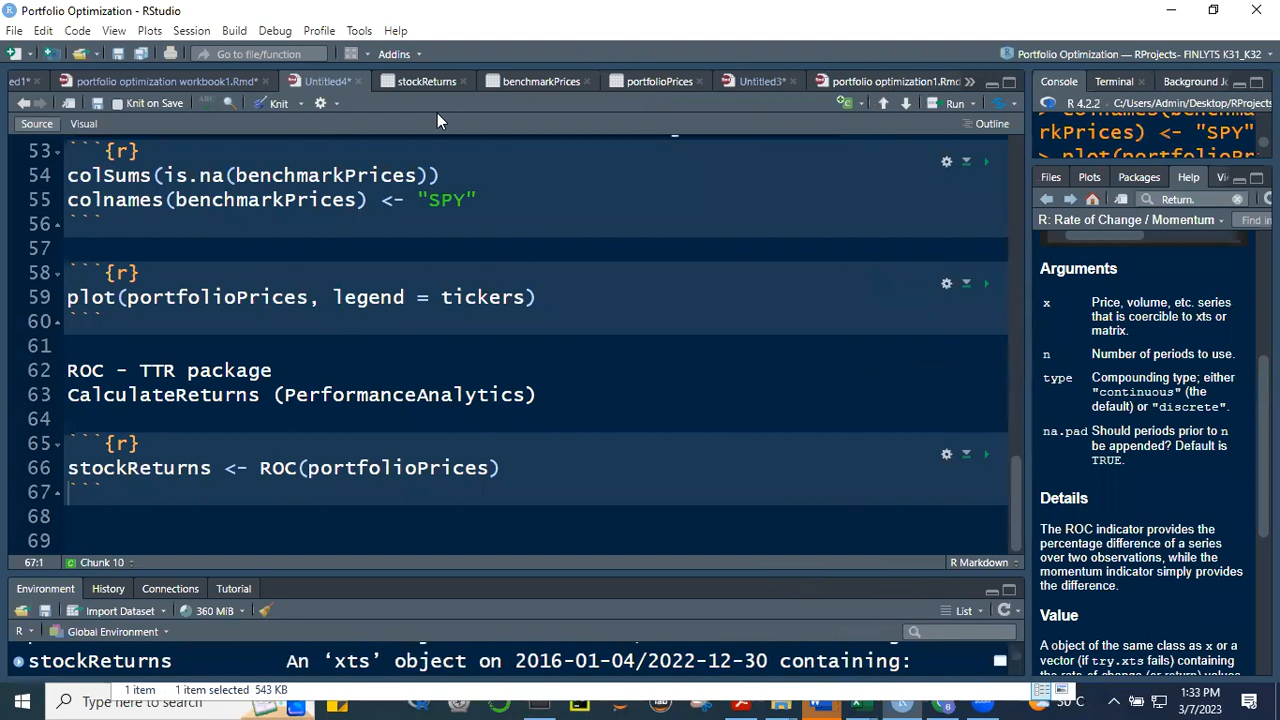 Portfolio Optimization - RStudio
File Edit Code View Plots Session Build Debug Profile Tools Help
Go to file/function Addins Portfolio Optimization — RProjects- FINLYTS K31_K32
ed1* portfolio optimization workbook1.Rmd* Untitled4* stockReturns benchmarkPrices portfolioPrices Untitled3* portfolio optimization1.Rmd
Knit on Save ABC Knit Run
Source Visual Outline
53 ```{r}
54 colSums(is.na(benchmarkPrices))
55 colnames(benchmarkPrices) <- "SPY"
56 ```
57
58 ```{r}
59 plot(portfolioPrices, legend = tickers)
60 ```
61
62 ROC - TTR package
63 CalculateReturns (PerformanceAnalytics)
64
65 ```{r}
66 stockReturns <- ROC(portfolioPrices)
67 ```
68
69
67:1 Chunk 10 R Markdown
Environment History Connections Tutorial
Import Dataset 360 MiB List
R Global Environment
stockReturns An ‘xts’ object on 2016-01-04/2022-12-30 containing:
Console Terminal Background J
R 4.2.2 · C:/Users/Admin/Desktop/RProjects
rkPrices) <- "SPY"
> plot(portfolioPr
Files Plots Packages Help Vi
Return.
R: Rate of Change / Momentum Find in
Arguments
x Price, volume, etc. series
that is coercible to xts or
matrix.
n Number of periods to use.
type Compounding type; either
"continuous" (the
default) or "discrete".
na.pad Should periods prior to n
be appended? Default is
TRUE.
Details
The ROC indicator provides the
percentage difference of a series
over two observations, while the
momentum indicator simply provides
the difference.
Value
A object of the same class as x or a
vector (if try.xts fails) containing
1 item 1 item selected 543 KB
Type here to search
30°C
1:33 PM
3/7/2023